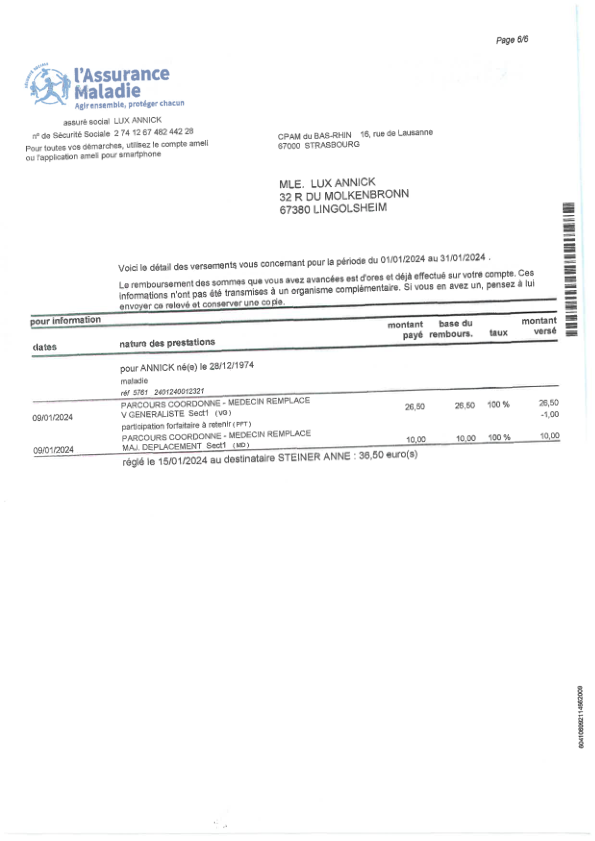 Page 6/6
l'Assurance
Maladie
Agir ensemble, protéger chacun
assuré social LUX ANNICK
n° de Sécurité Sociale 2 74 12 67 482 442 28
Pour toutes vos démarches, utilisez le compte ameli
ou l'application ameli pour smartphone
CPAM du BAS-RHIN 16, rue de Lausanne
67000 STRASBOURG
MLE. LUX ANNICK
32 R DU MOLKENBRONN
67380 LINGOLSHEIM
Voici le détail des versements vous concernant pour la période du 01/01/2024 au 31/01/2024 .
Le remboursement des sommes que vous avez avancées est d'ores et déjà effectué sur votre compte. Ces
informations n'ont pas été transmises à un organisme complémentaire. Si vous en avez un, pensez à lui
envoyer ce relevé et conserver une copie.
pour information
dates nature des prestations montant payé base du rembours. taux montant versé
pour ANNICK né(e) le 28/12/1974
maladie
réf 5761 2401240012321
PARCOURS COORDONNE - MEDECIN REMPLACE
09/01/2024 V GENERALISTE Sect1 (VG) 26,50 26,50 100 % 26,50
participation forfaitaire à retenir (PFT) -1,00
PARCOURS COORDONNE - MEDECIN REMPLACE
09/01/2024 MAJ. DEPLACEMENT Sect1 (MD) 10,00 10,00 100 % 10,00
réglé le 15/01/2024 au destinataire STEINER ANNE : 36,50 euro(s)